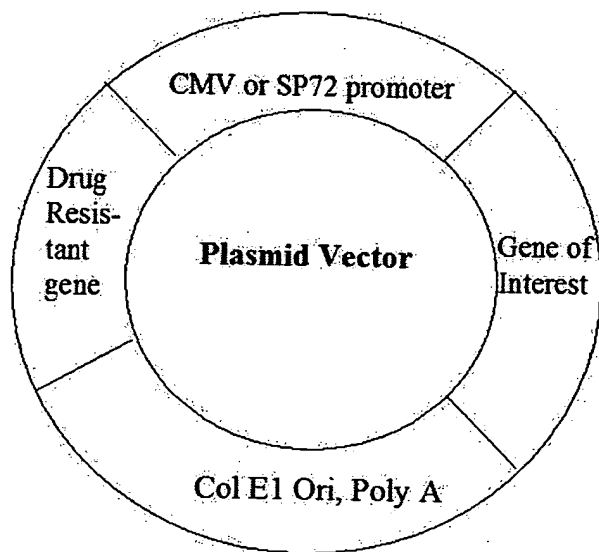 CMV or SP72 promoter
Drug
Resis-
tant
gene
Plasmid Vector
Gene of
Interest
Col E1 Ori, Poly A